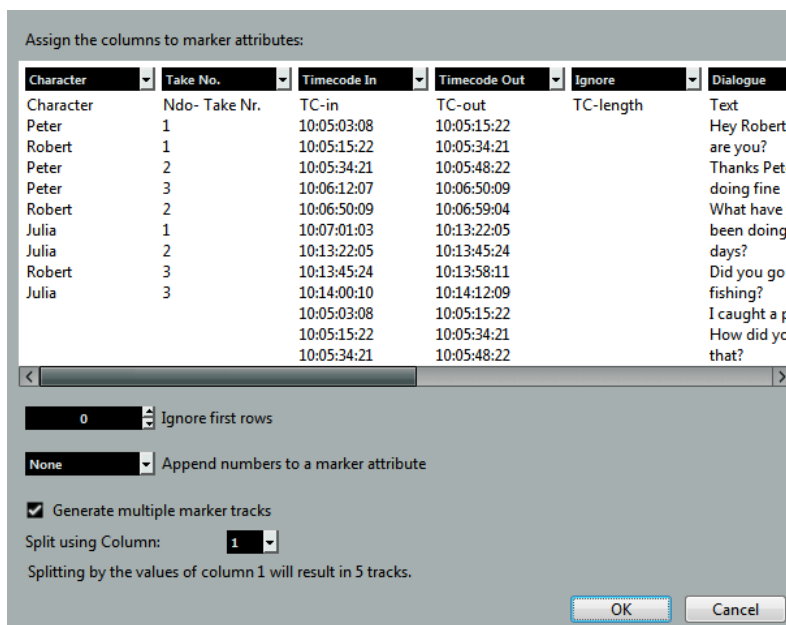 Assign the columns to marker attributes:
Character Take No. Timecode In Timecode Out Ignore Dialogue
Character Ndo- Take Nr. TC-in TC-out TC-length Text
Peter 1 10:05:03:08 10:05:15:22 Hey Robert
Robert 1 10:05:15:22 10:05:34:21 are you?
Peter 2 10:05:34:21 10:05:48:22 Thanks Pet
Peter 3 10:06:12:07 10:06:50:09 doing fine
Robert 2 10:06:50:09 10:06:59:04 What have
Julia 1 10:07:01:03 10:13:22:05 been doing
Julia 2 10:13:22:05 10:13:45:24 days?
Robert 3 10:13:45:24 10:13:58:11 Did you go
Julia 3 10:14:00:10 10:14:12:09 fishing?
10:05:03:08 10:05:15:22 I caught a p
10:05:15:22 10:05:34:21 How did yo
10:05:34:21 10:05:48:22 that?
0 Ignore first rows
None Append numbers to a marker attribute
Generate multiple marker tracks
Split using Column: 1
Splitting by the values of column 1 will result in 5 tracks.
OK Cancel